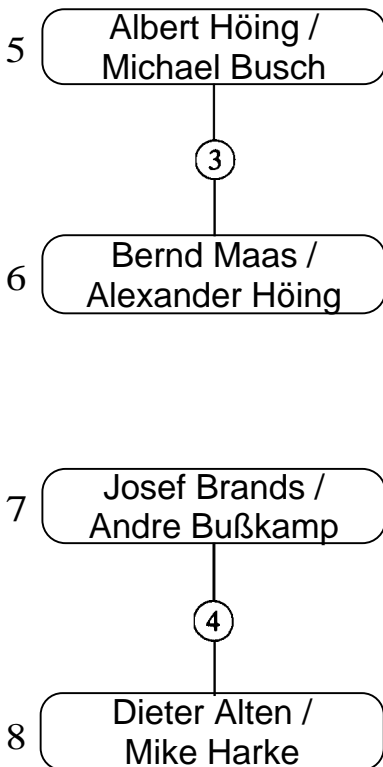 5
Albert Höing /
Michael Busch
3
6
Bernd Maas /
Alexander Höing
7
Josef Brands /
Andre Bußkamp
4
8
Dieter Alten /
Mike Harke